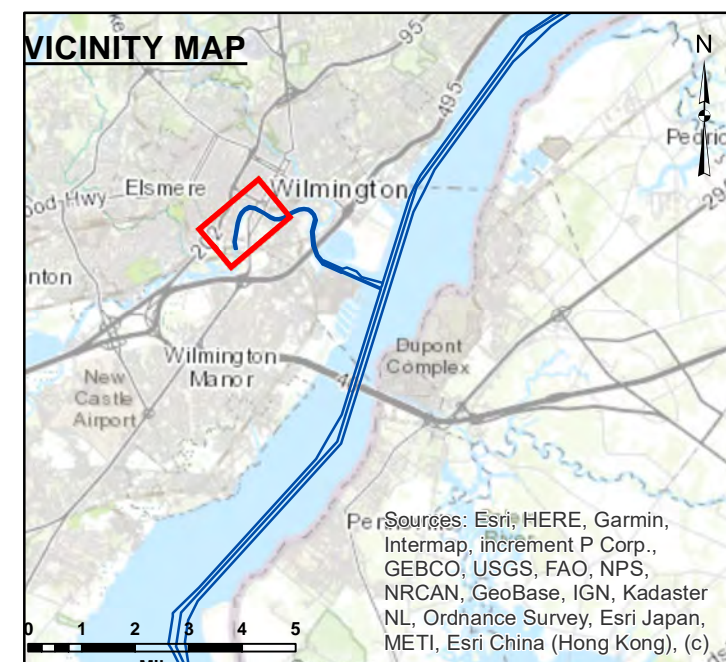 VICINITY MAP
N
95
495
Elsmere
Wilmington
202
295
Wilmington
Manor
New
Castle
Airport
Dupont
Complex
Sources: Esri, HERE, Garmin,
Intermap, increment P Corp.,
GEBCO, USGS, FAO, NPS,
NRCAN, GeoBase, IGN, Kadaster
NL, Ordnance Survey, Esri Japan,
METI, Esri China (Hong Kong), (c)
0 1 2 3 4 5